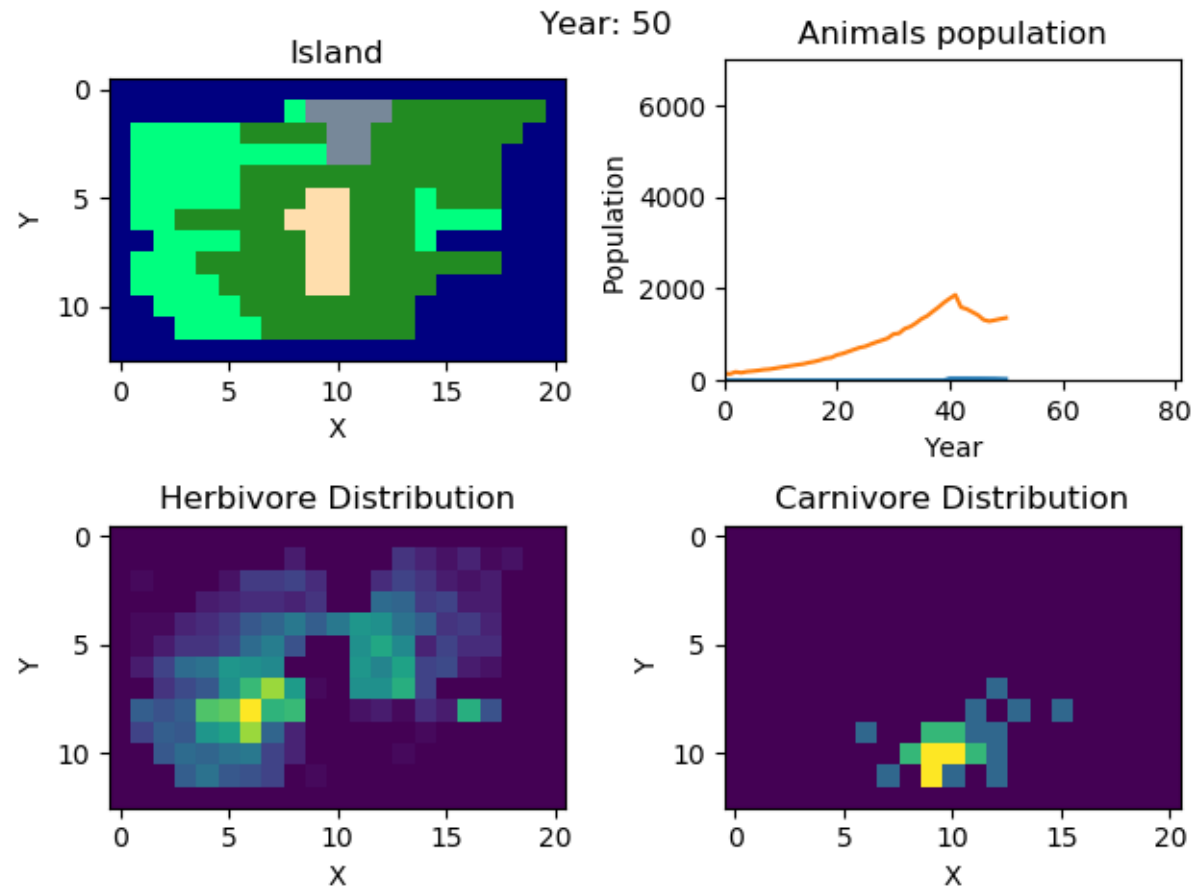 Year: 50
Island
0
5
10
Y
0 5 10 15 20
X
Animals population
6000
4000
2000
0
Population
0 20 40 60 80
Year
Herbivore Distribution
0
5
10
Y
0 5 10 15 20
X
Carnivore Distribution
0
5
10
Y
0 5 10 15 20
X